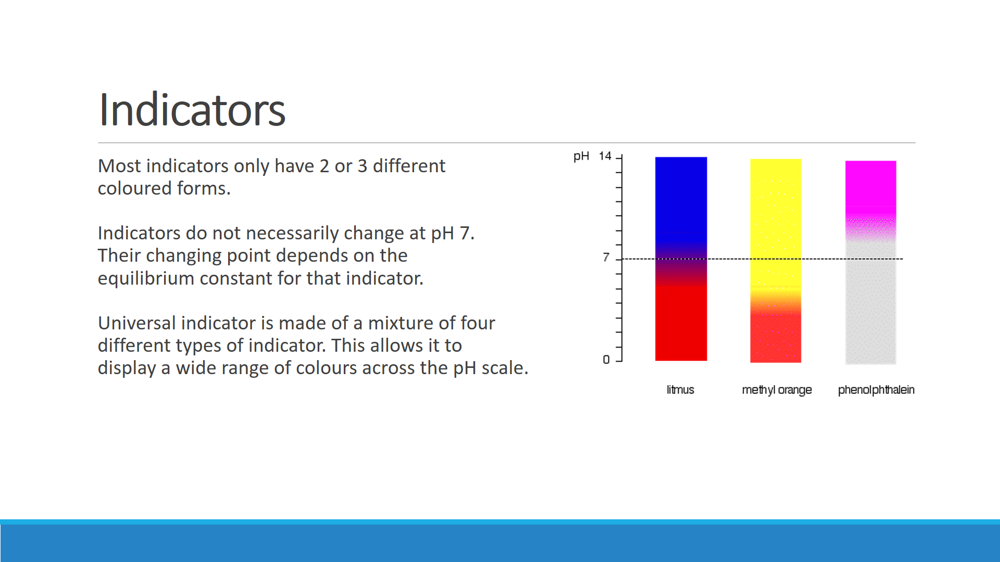 Indicators
Most indicators only have 2 or 3 different
coloured forms.
Indicators do not necessarily change at pH 7.
Their changing point depends on the
equilibrium constant for that indicator.
Universal indicator is made of a mixture of four
different types of indicator. This allows it to
display a wide range of colours across the pH scale.
pH 14
7
0
litmus methyl orange phenolphthalein